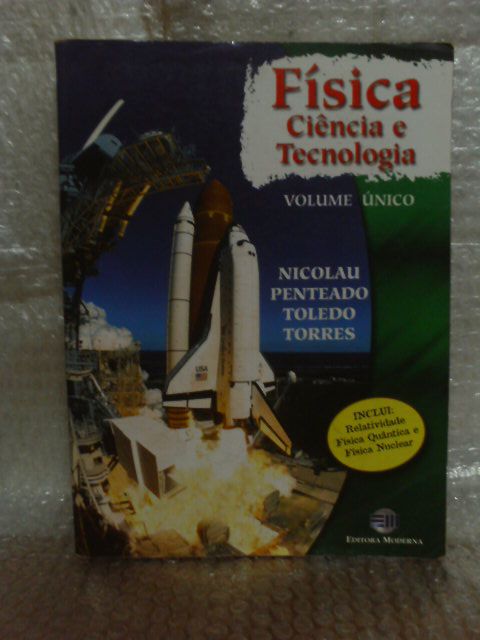 Física
Ciência e
Tecnologia
VOLUME ÚNICO
NICOLAU
PENTEADO
TOLEDO
TORRES
USA
INCLUI:
Relatividade
Física Quântica e
Física Nuclear
EDITORA MODERNA